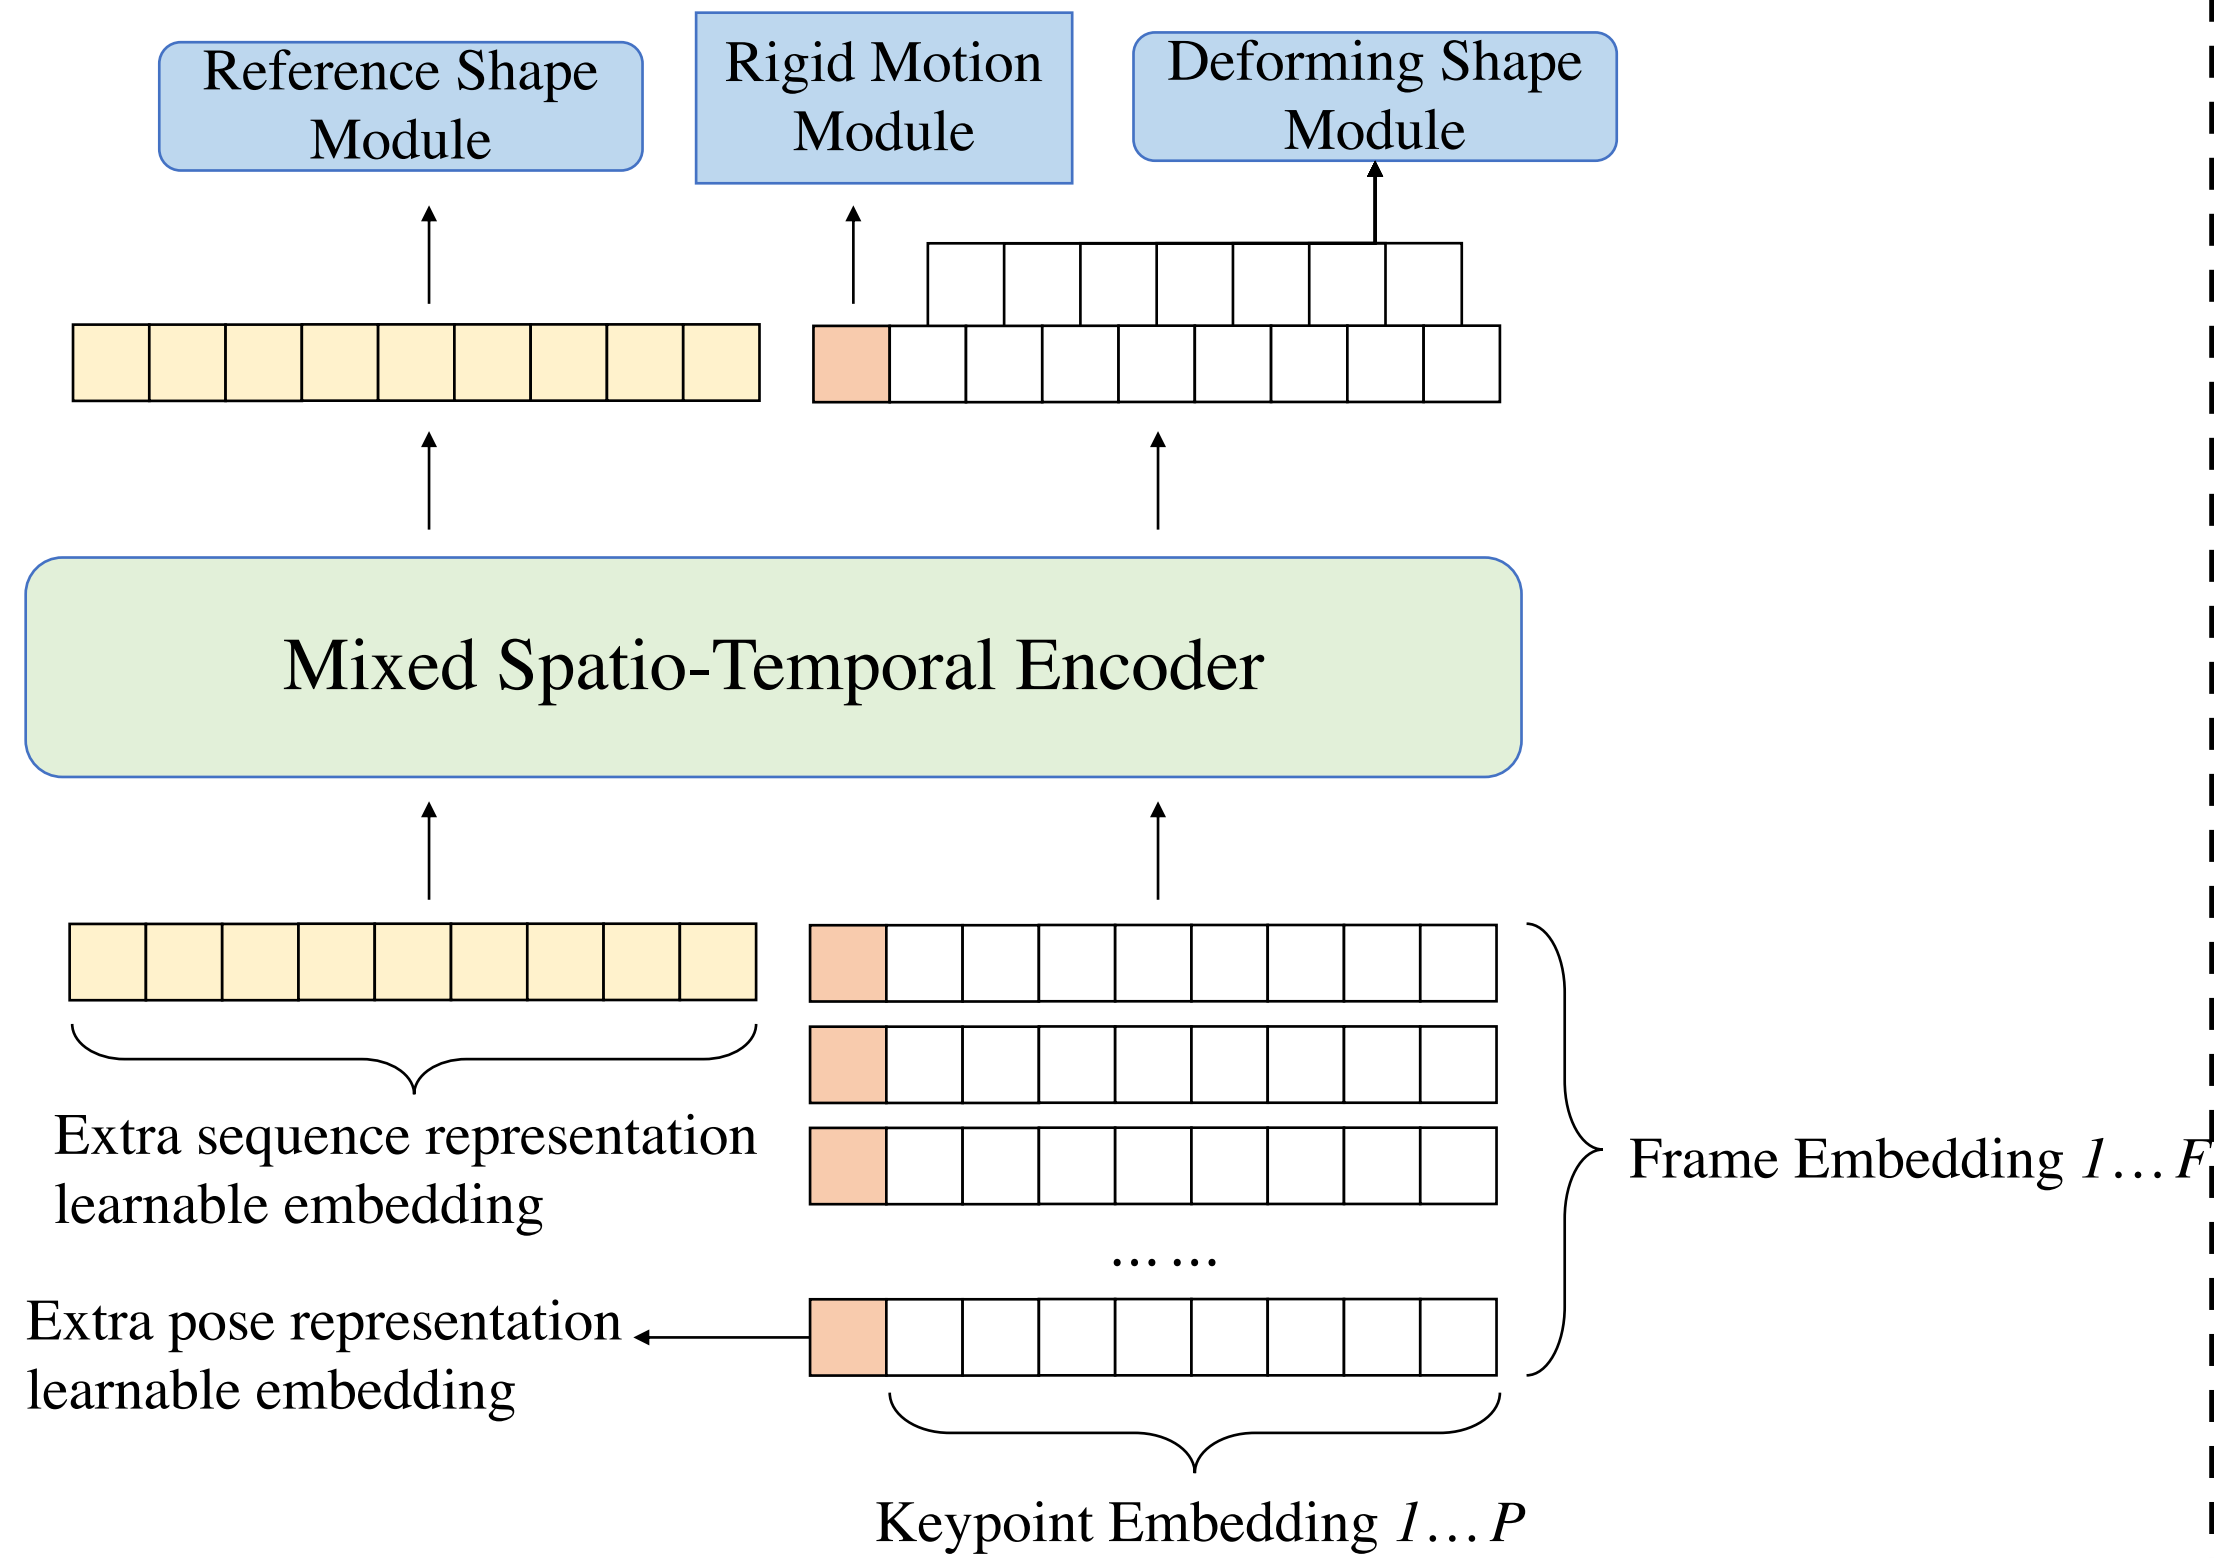 Reference Shape
Module
Rigid Motion
Module
Deforming Shape
Module
Mixed Spatio-Temporal Encoder
Extra sequence representation
learnable embedding
Frame Embedding 1…F
……
Extra pose representation
learnable embedding
Keypoint Embedding 1…P